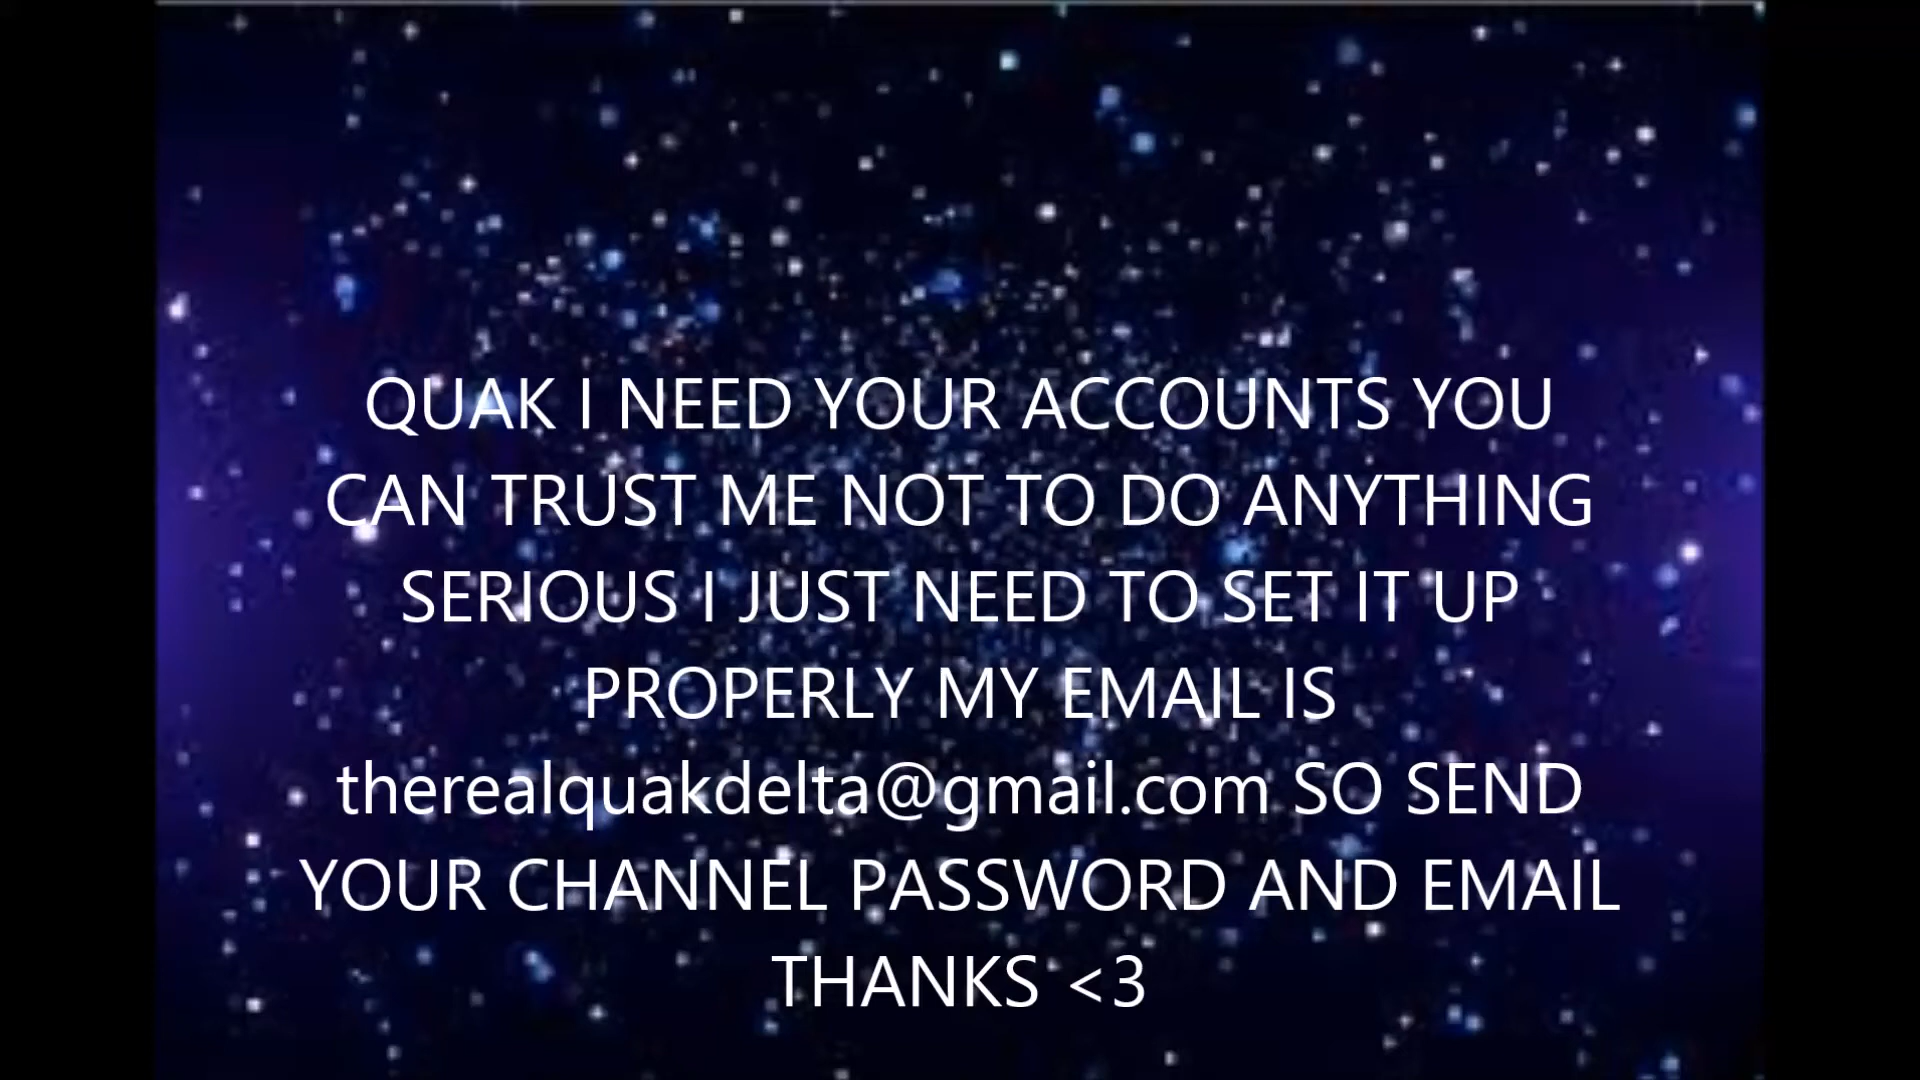 QUAK I NEED YOUR ACCOUNTS YOU
CAN TRUST ME NOT TO DO ANYTHING
SERIOUS I JUST NEED TO SET IT UP
PROPERLY MY EMAIL IS
therealquakdelta@gmail.com SO SEND
YOUR CHANNEL PASSWORD AND EMAIL
THANKS <3